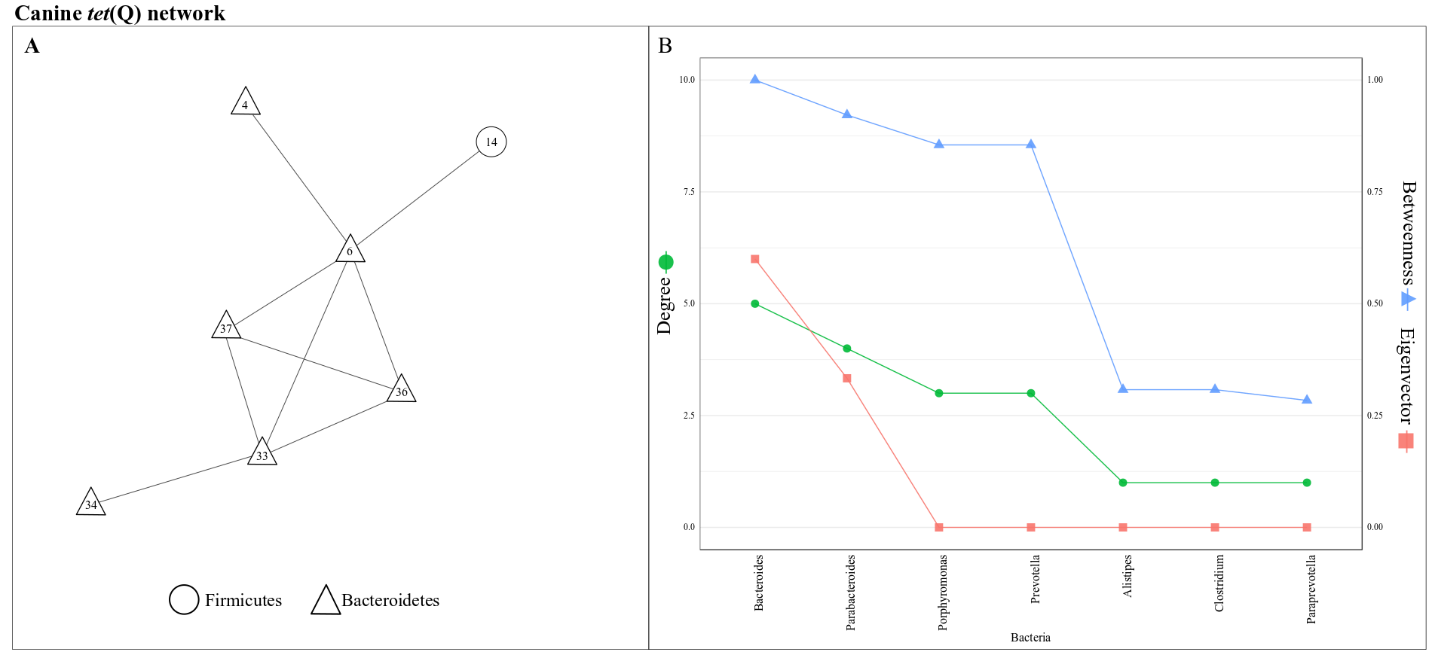 Canine tet(Q) network
A
4
14
6
37
36
33
34
Firmicutes
Bacteroidetes
B
10.0
7.5
5.0
2.5
0.0
Degree
1.00
0.75
0.50
0.25
0.00
Betweenness
Eigenvector
Bacteroides
Parabacteroides
Porphyromonas
Prevotella
Alistipes
Clostridium
Paraprevotella
Bacteria